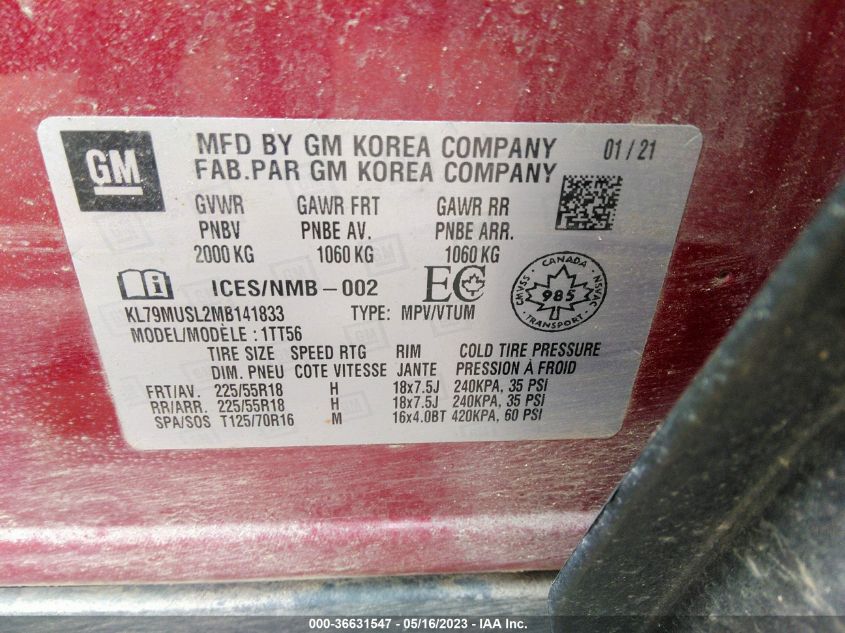 GM
MFD BY GM KOREA COMPANY 01/21
FAB.PAR GM KOREA COMPANY
GVWR GAWR FRT GAWR RR
PNBV PNBE AV. PNBE ARR.
2000 KG 1060 KG 1060 KG
ICES/NMB-002 EC
CANADA
CMVSS 985 NSVAC
TRANSPORT
KL79MUSL2MB141833 TYPE: MPV/VTUM
MODEL/MODÈLE : 1TT56
TIRE SIZE SPEED RTG RIM COLD TIRE PRESSURE
DIM. PNEU COTE VITESSE JANTE PRESSION À FROID
FRT/AV. 225/55R18 H 18x7.5J 240KPA, 35 PSI
RR/ARR. 225/55R18 H 18x7.5J 240KPA, 35 PSI
SPA/SOS T125/70R16 M 16x4.0BT 420KPA, 60 PSI
000-36631547 - 05/16/2023 - IAA Inc.